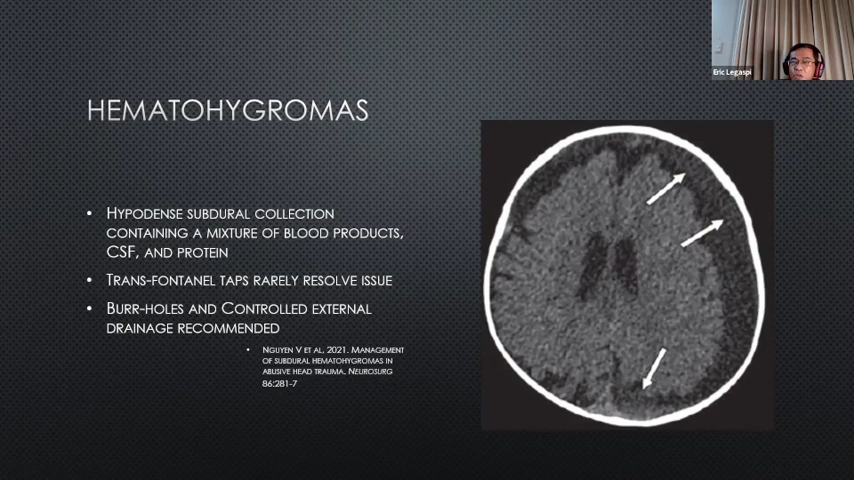 Eric Legaspi
HEMATOHYGROMAS
• HYPODENSE SUBDURAL COLLECTION
CONTAINING A MIXTURE OF BLOOD PRODUCTS,
CSF, AND PROTEIN
• TRANS-FONTANEL TAPS RARELY RESOLVE ISSUE
• BURR-HOLES AND CONTROLLED EXTERNAL
DRAINAGE RECOMMENDED
• NGUYEN V ET AL. 2021. MANAGEMENT
OF SUBDURAL HEMATOHYGROMAS IN
ABUSIVE HEAD TRAUMA. NEUROSURG
86:281-7